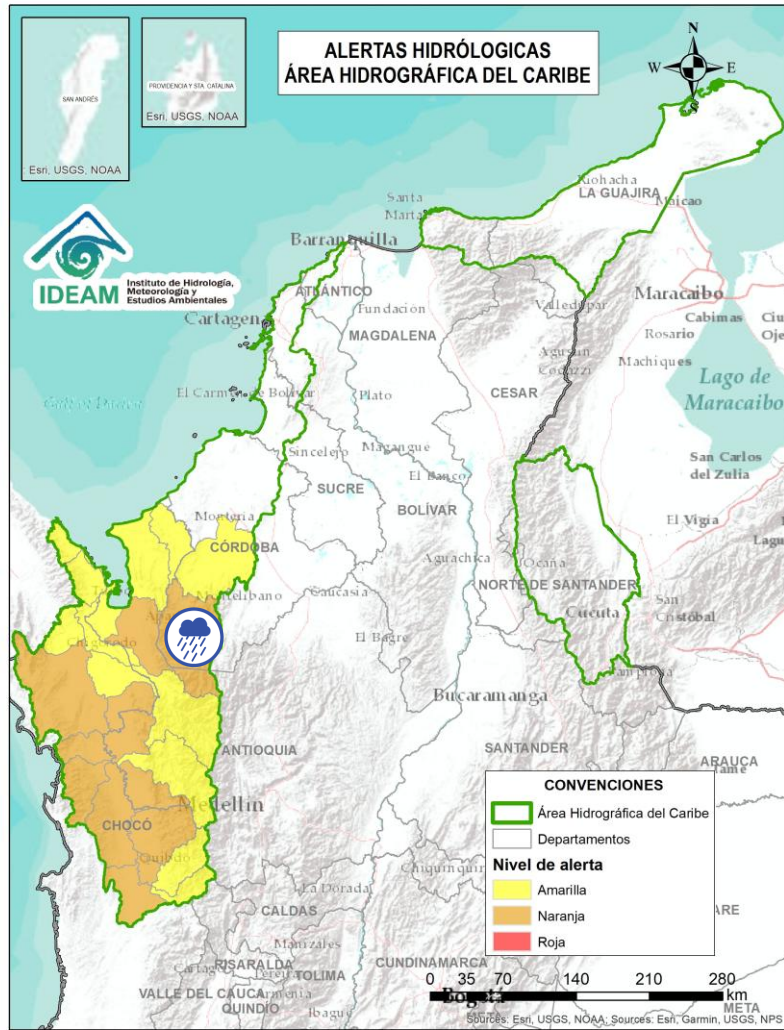 ALERTAS HIDRÓLOGICAS
ÁREA HIDROGRÁFICA DEL CARIBE
SAN ANDRÉS
: Esri, USGS, NOAA
PROVIDENCIA Y STA. CATALINA
Esri, USGS, NOAA
N
W E
S
IDEAM
Instituto de Hidrología,
Meteorología y
Estudios Ambientales
Riohacha
LA GUAJIRA
Maicao
Santa
Marta
Barranquilla
ATLÁNTICO
Cartagen
Fundación
MAGDALENA
Valledupar
Agustín
Codazzi
CESAR
Maracaibo
Cabimas
Rosario
Machiques
Lago de
Maracaibo
El Carmen de Bolívar
Plato
Sincelejo
Magangue
El Banco
SUCRE
BOLÍVAR
San Carlos
del Zulia
El Vigía
Montería
CÓRDOBA
Aguachica
Ocaña
NORTE DE SANTANDER
Cucuta
San
Cristóbal
Montelíbano
Caucasia
El Bagre
Bucaramanga
SANTANDER
ARAUCA
ANTIOQUIA
Medellín
CHOCÓ
Quibdó
La Dorada
CALDAS
Manizales
RISARALDA
TOLIMA
CUNDINAMARCA
VALLE DEL CAUCA
QUINDÍO
Ibague
Bogotá
META
META
CONVENCIONES
Área Hidrográfica del Caribe
Departamentos
Nivel de alerta
Amarilla
Naranja
Roja
0 35 70 140 210 280
KM
Sources: Esri, USGS, NOAA; Sources: Esri, Garmin, USGS, NPS